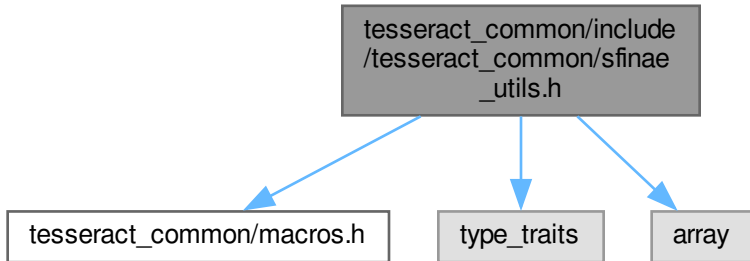 tesseract_common/include
/tesseract_common/sfinae
_utils.h
tesseract_common/macros.h
type_traits
array